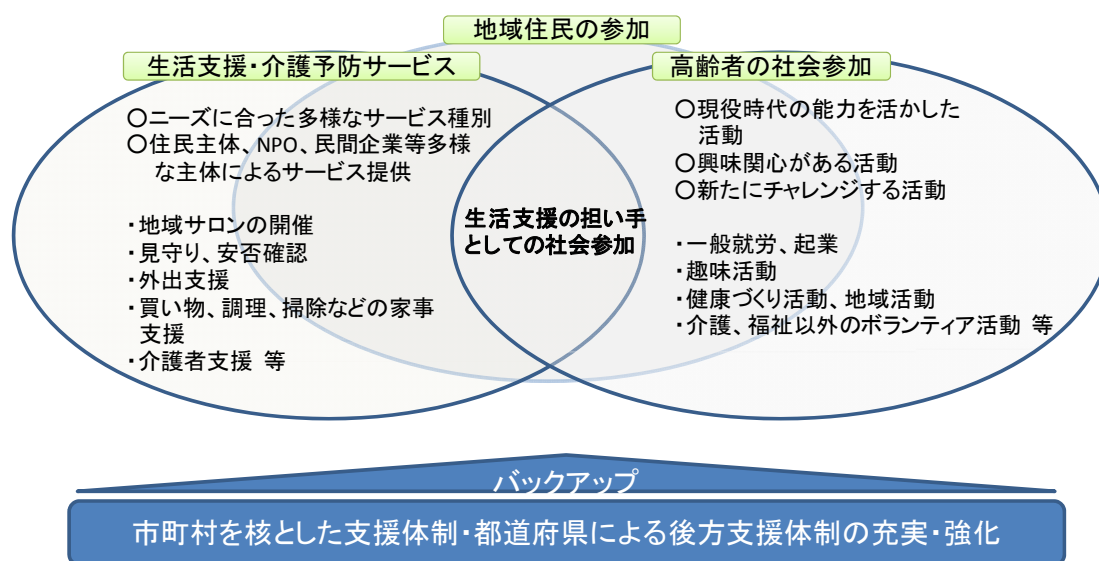 地域住民の参加
生活支援・介護予防サービス
○ニーズに合った多様なサービス種別
○住民主体、NPO、民間企業等多様
な主体によるサービス提供
・地域サロンの開催
・見守り、安否確認
・外出支援
・買い物、調理、掃除などの家事
支援
・介護者支援 等
生活支援の担い手
としての社会参加
高齢者の社会参加
○現役時代の能力を活かした
活動
○興味関心がある活動
○新たにチャレンジする活動
・一般就労、起業
・趣味活動
・健康づくり活動、地域活動
・介護、福祉以外のボランティア活動 等
バックアップ
市町村を核とした支援体制・都道府県による後方支援体制の充実・強化